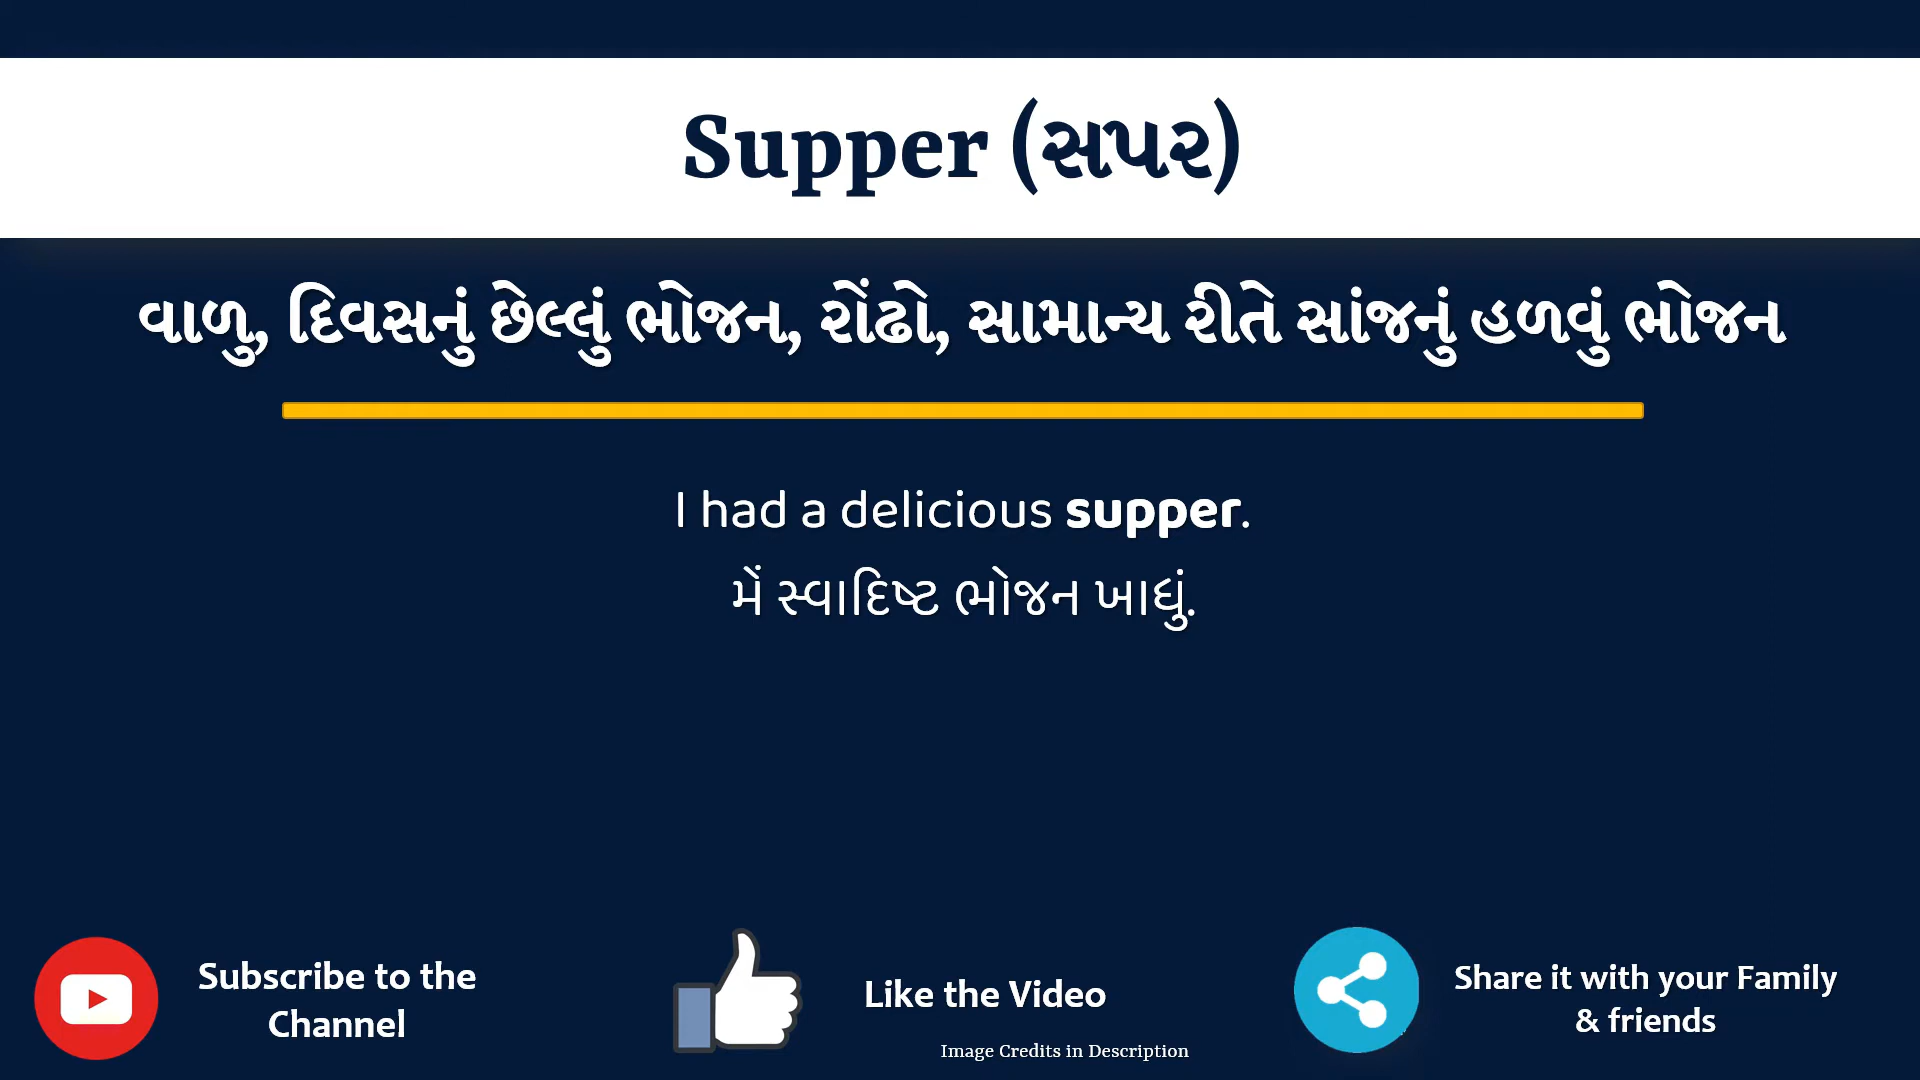 Supper (સપર)
વાળુ, દિવસનું છેલ્લું ભોજન, રોંઢો, સામાન્ય રીતે સાંજનું હળવું ભોજન
I had a delicious supper.
મેં સ્વાદિષ્ટ ભોજન ખાધું.
Subscribe to the
Channel
Like the Video
Share it with your Family
& friends
Image Credits in Description